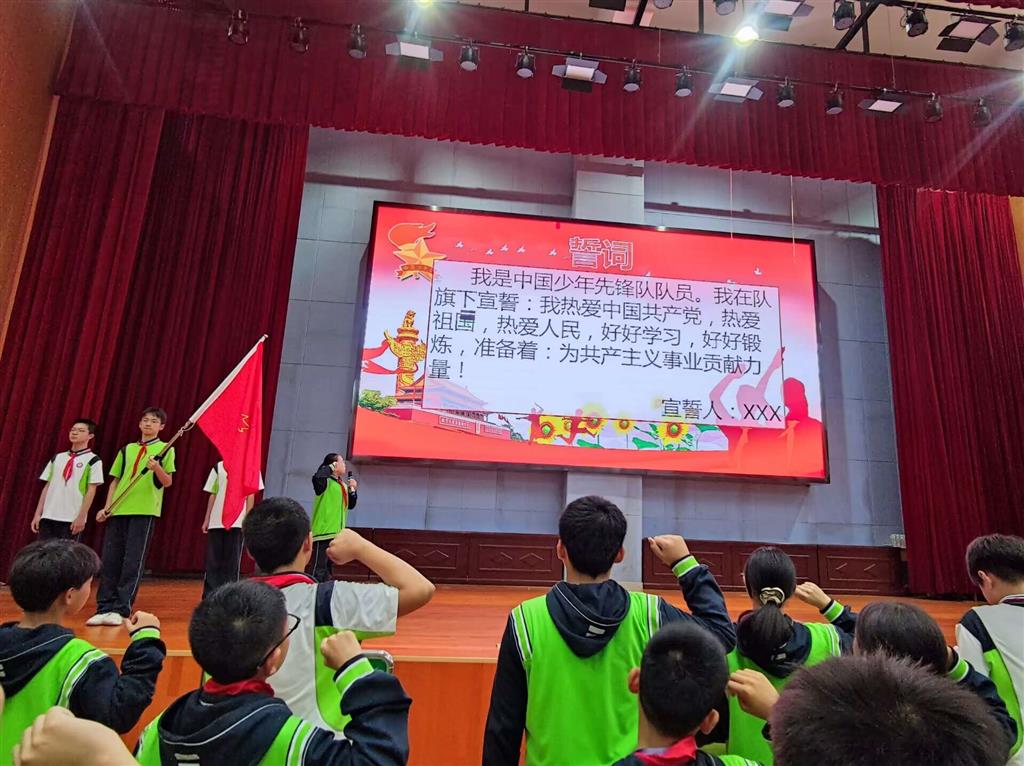 誓词
我是中国少年先锋队队员。我在队
旗下宣誓：我热爱中国共产党，热爱
祖国，热爱人民，好好学习，好好锻
炼，准备着：为共产主义事业贡献力
量！
宣誓人：XXX